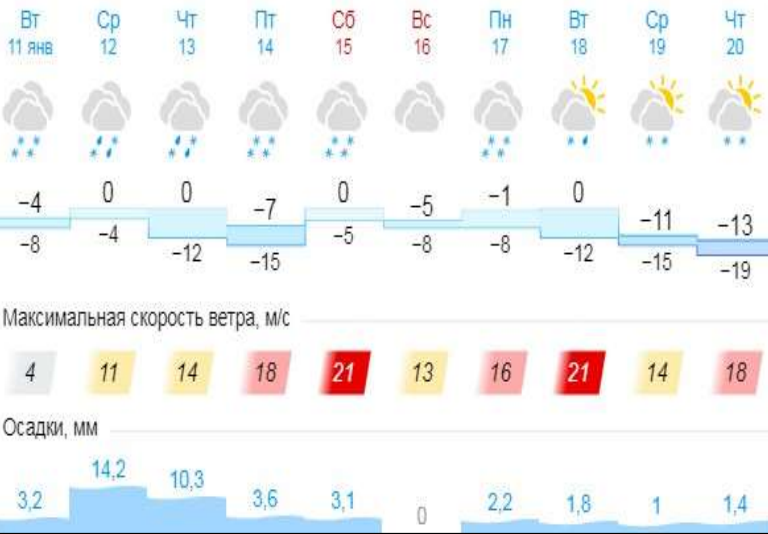 Вт Ср Чт Пт Сб Вс Пн Вт Ср Чт
11 янв 12 13 14 15 16 17 18 19 20
−4 0 0 −7 0 −5 −1 0 −11 −13
−8 −4 −12 −15 −5 −8 −8 −12 −15 −19
Максимальная скорость ветра, м/с
4 11 14 18 21 13 16 21 14 18
Осадки, мм
3,2 14,2 10,3 3,6 3,1 0 2,2 1,8 1 1,4